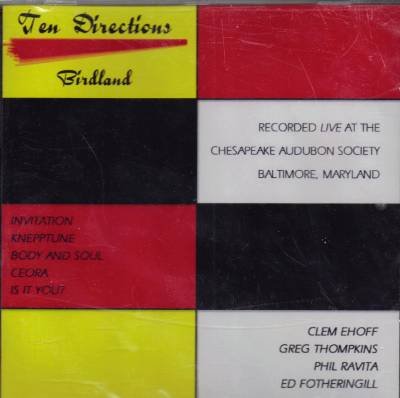 Ten Directions
Birdland
RECORDED LIVE AT THE
CHESAPEAKE AUDUBON SOCIETY
BALTIMORE, MARYLAND
INVITATION
KNEPPTUNE
BODY AND SOUL
CEORA
IS IT YOU?
CLEM EHOFF
GREG THOMPKINS
PHIL RAVITA
ED FOTHERINGILL